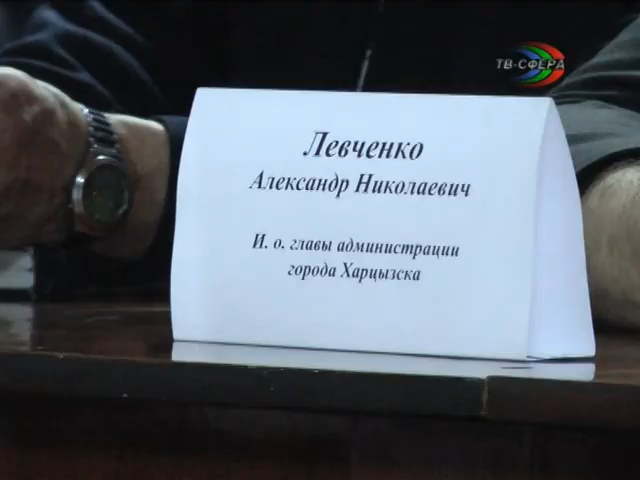 ТВ-СФЕРА
Левченко
Александр Николаевич
И. о. главы администрации
города Харцызска